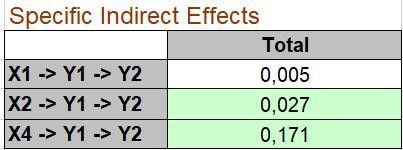 Specific Indirect Effects
Total
X1 -> Y1 -> Y2 0,005
X2 -> Y1 -> Y2 0,027
X4 -> Y1 -> Y2 0,171